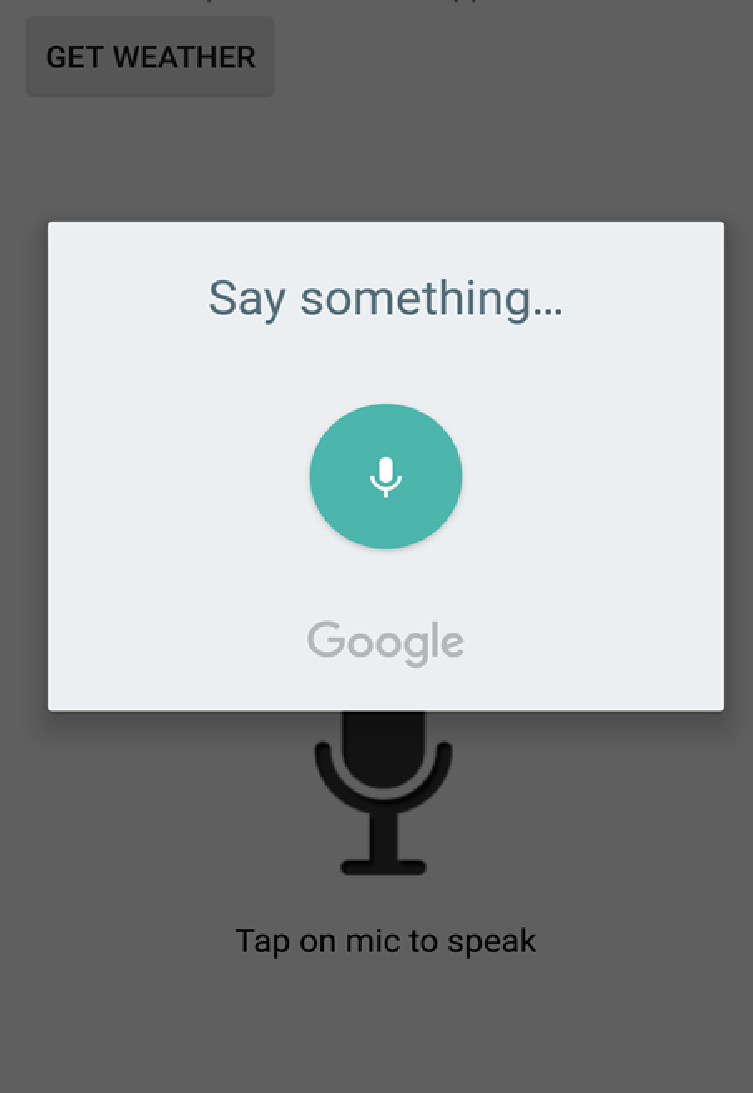 GET WEATHER
Say something...
Google
Tap on mic to speak